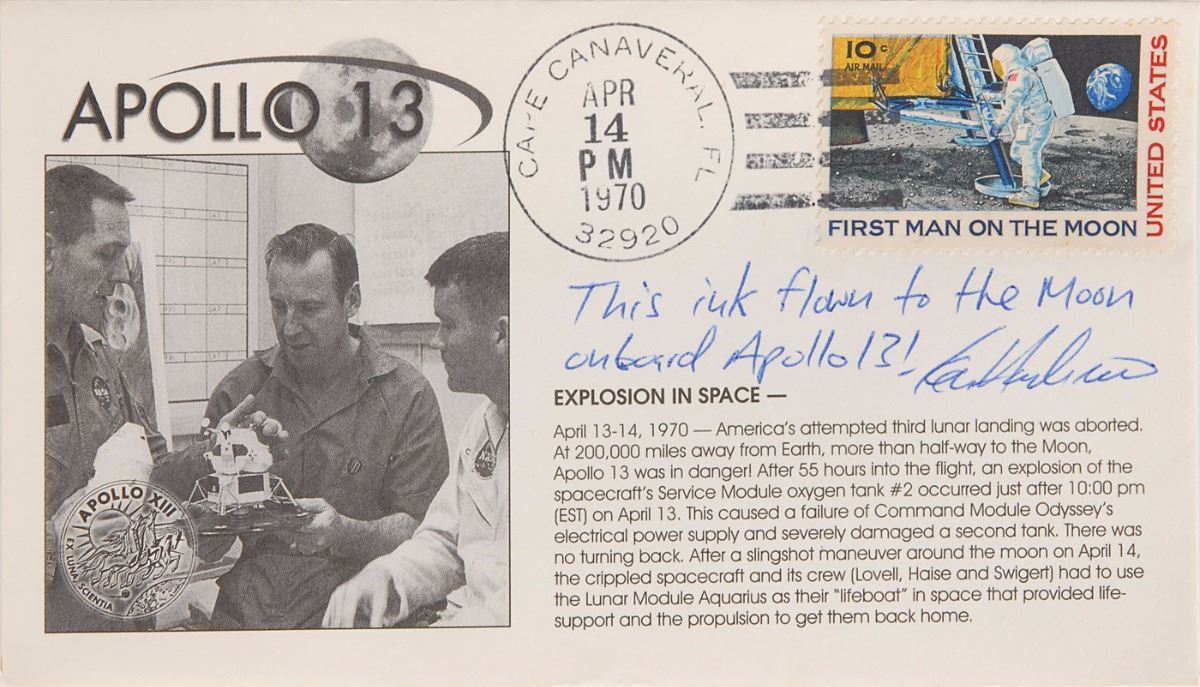 APOLLO 13
CAPE CANAVERAL, FL
APR
14
PM
1970
32920
10c
AIR MAIL
UNITED STATES
FIRST MAN ON THE MOON
This ink flown to the Moon
onboard Apollo 13!
EXPLOSION IN SPACE —
April 13-14, 1970 — America's attempted third lunar landing was aborted.
At 200,000 miles away from Earth, more than half-way to the Moon,
Apollo 13 was in danger! After 55 hours into the flight, an explosion of the
spacecraft's Service Module oxygen tank #2 occurred just after 10:00 pm
(EST) on April 13. This caused a failure of Command Module Odyssey's
electrical power supply and severely damaged a second tank. There was
no turning back. After a slingshot maneuver around the moon on April 14,
the crippled spacecraft and its crew (Lovell, Haise and Swigert) had to use
the Lunar Module Aquarius as their "lifeboat" in space that provided life-
support and the propulsion to get them back home.
APOLLO XIII
EX LUNA SCIENTIA